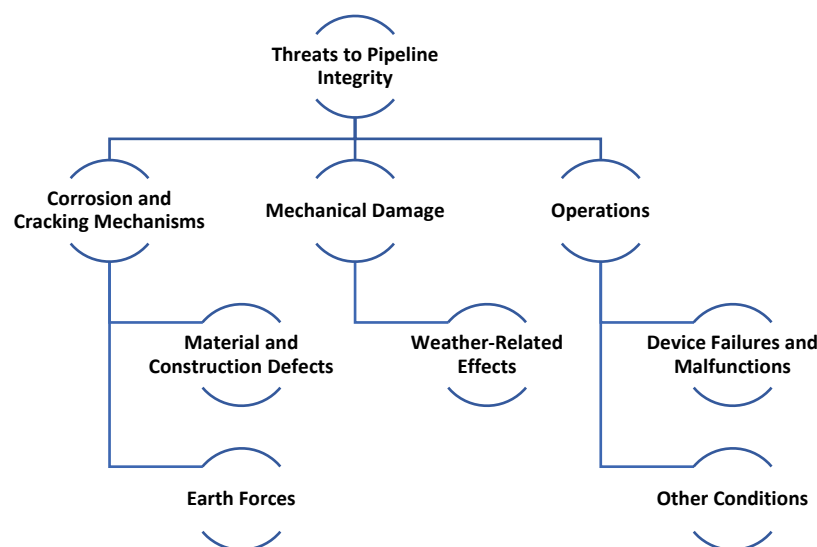 Threats to Pipeline
Integrity
Corrosion and
Cracking Mechanisms
Mechanical Damage
Operations
Material and
Construction Defects
Weather-Related
Effects
Device Failures and
Malfunctions
Earth Forces
Other Conditions